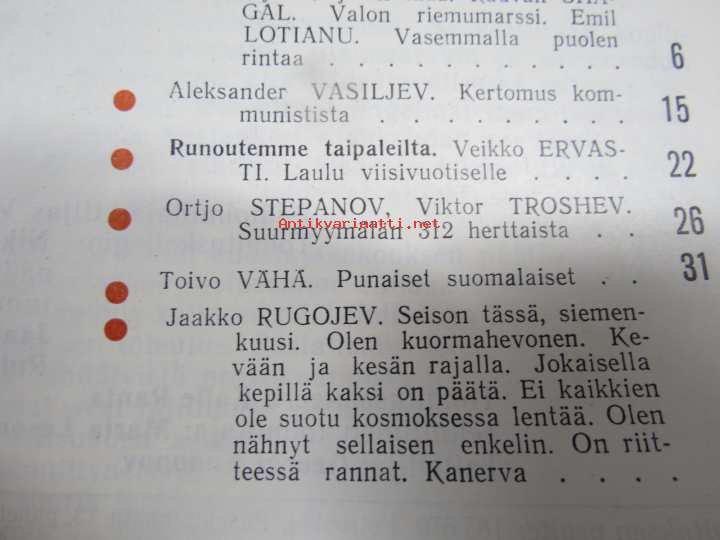 GAL. Valon riemumarssi. Emil
LOTIANU. Vasemmalla puolen
rintaa . . . . . . . . . . . 6
Aleksander VASILJEV. Kertomus kom-
munistista . . . . . . . . . 15
Runoutemme taipaleilta. Veikko ERVAS-
TI. Laulu viisivuotiselle . . . . 22
Ortjo STEPANOV, Viktor TROSHEV.
Antikvariaatti.net
Suurmyymälän 312 herttaista . . 26
Toivo VÄHÄ. Punaiset suomalaiset . . 31
Jaakko RUGOJEV. Seison tässä, siemen-
kuusi. Olen kuormahevonen. Ke-
vään ja kesän rajalla. Jokaisella
kepillä kaksi on päätä. Ei kaikkien
ole suotu kosmoksessa lentää. Olen
nähnyt sellaisen enkelin. On riit-
teessä rannat. Kanerva . . . .